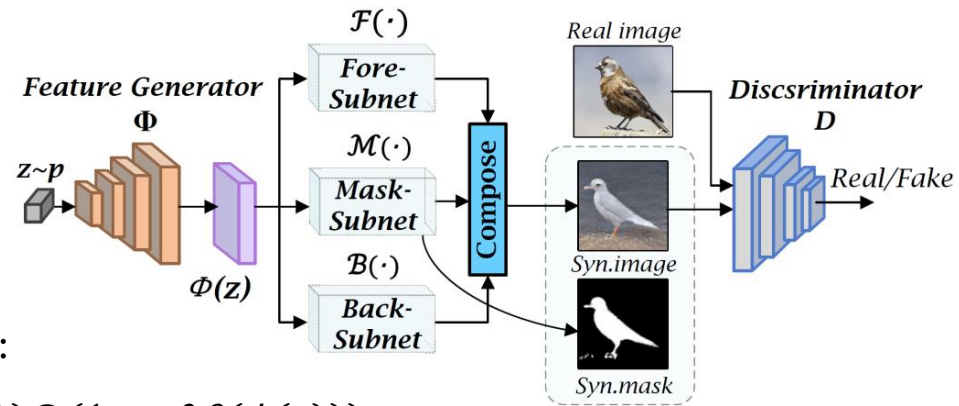 Feature Generator
Φ
z~p
Φ(z)
ℱ(·)
Fore-
Subnet
ℳ(·)
Mask-
Subnet
ℬ(·)
Back-
Subnet
Compose
Real image
Syn.image
Syn.mask
Discsriminator
D
Real/Fake
: